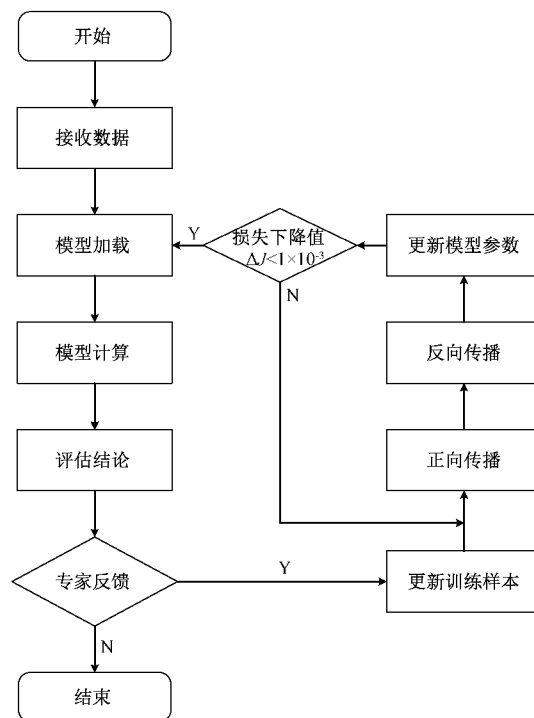 开始
接收数据
模型加载
Y
损失下降值
ΔJ<1×10⁻³
更新模型参数
N
模型计算
反向传播
评估结论
正向传播
专家反馈
Y
更新训练样本
N
结束